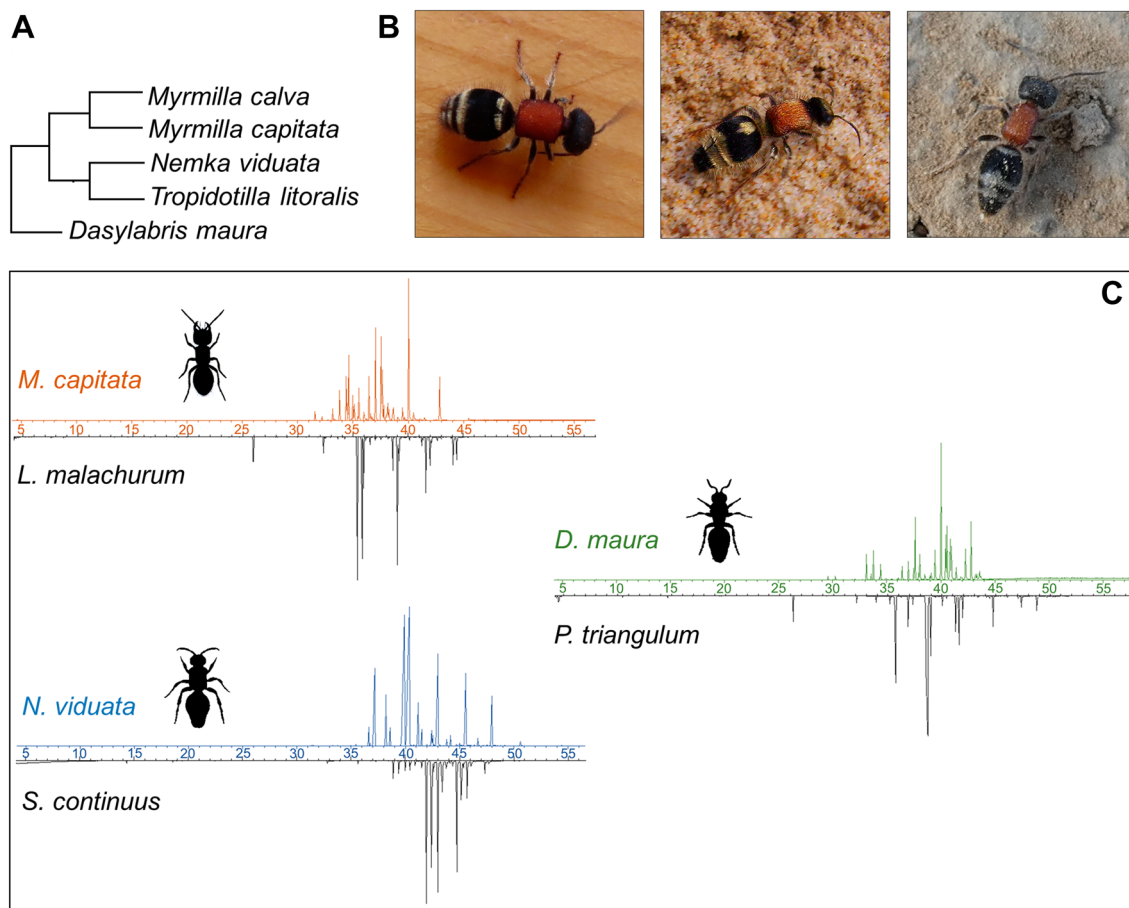 A
B
Myrmilla calva
Myrmilla capitata
Nemka viduata
Tropidotilla litoralis
Dasylabris maura
C
M. capitata
5 10 15 20 25 30 35 40 45 50 55
L. malachurum
D. maura
5 10 15 20 25 30 35 40 45 50 55
P. triangulum
N. viduata
5 10 15 20 25 30 35 40 45 50 55
S. continuus